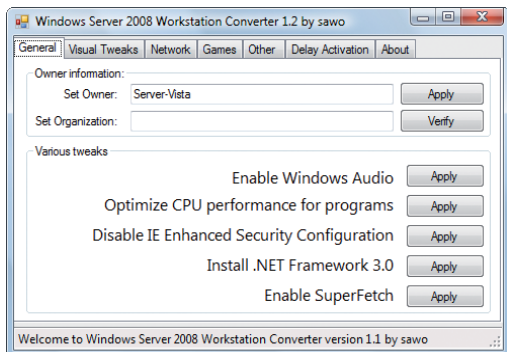 Windows Server 2008 Workstation Converter 1.2 by sawo
General Visual Tweaks Network Games Other Delay Activation About
Owner information:
Set Owner: Server-Vista Apply
Set Organization: Verify
Various tweaks
Enable Windows Audio Apply
Optimize CPU performance for programs Apply
Disable IE Enhanced Security Configuration Apply
Install .NET Framework 3.0 Apply
Enable SuperFetch Apply
Welcome to Windows Server 2008 Workstation Converter version 1.1 by sawo